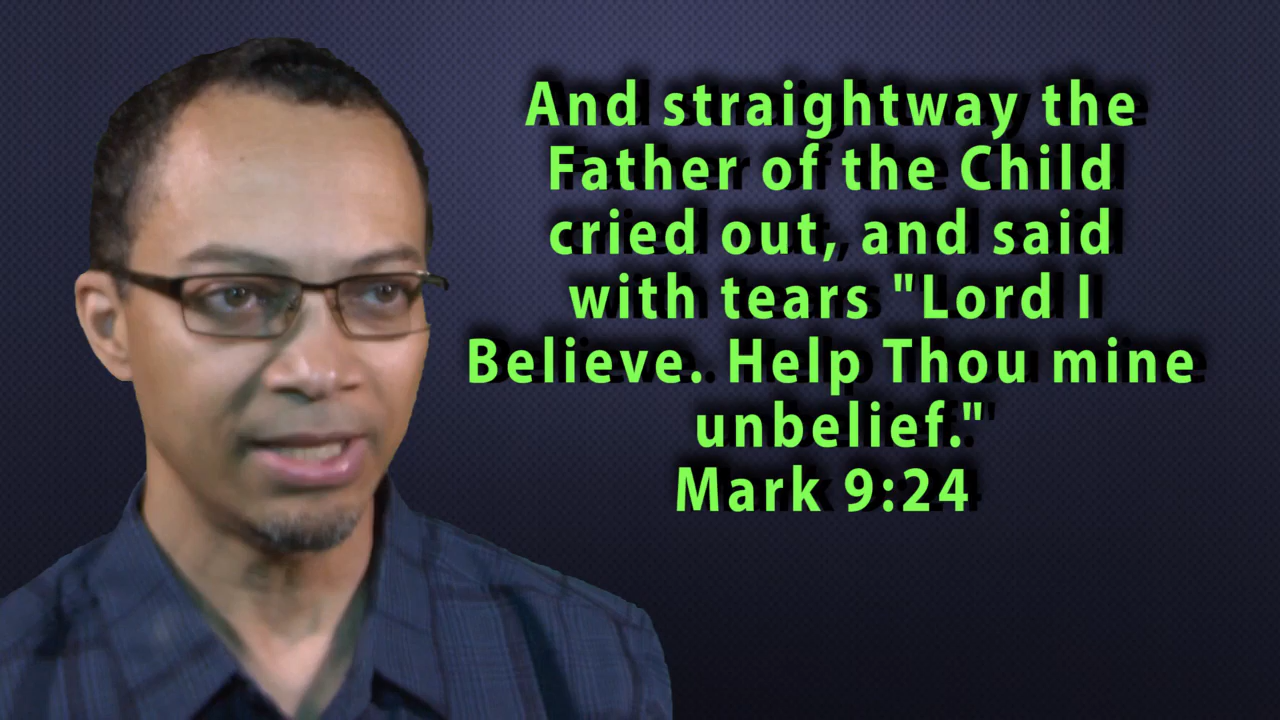 And straightway the
Father of the Child
cried out, and said
with tears "Lord I
Believe. Help Thou mine
unbelief."
Mark 9:24